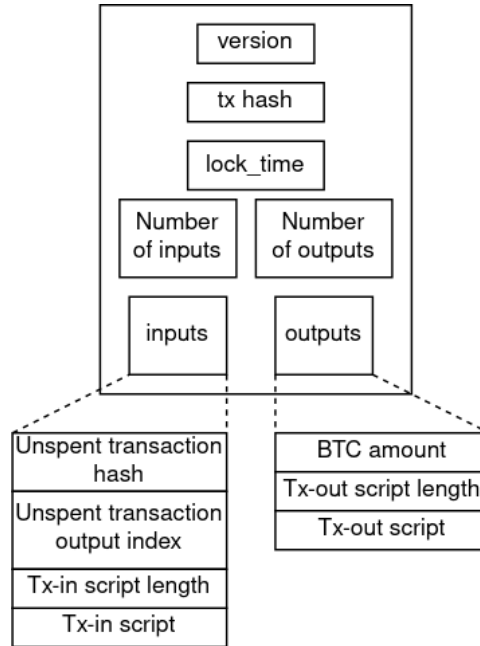 version
tx hash
lock_time
Number
of inputs
Number
of outputs
inputs
outputs
Unspent transaction
hash
Unspent transaction
output index
Tx-in script length
Tx-in script
BTC amount
Tx-out script length
Tx-out script